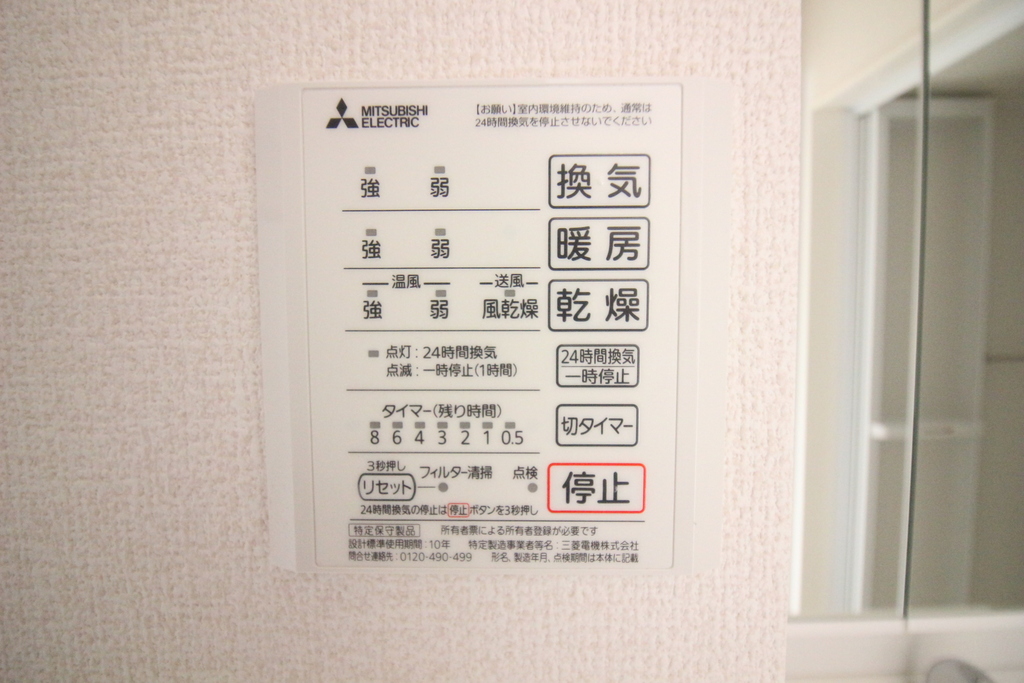 MITSUBISHI
ELECTRIC
【お願い】室内環境維持のため、通常は
24時間換気を停止させないでください
強 弱 換気
強 弱 暖房
温風 送風
強 弱 風乾燥 乾燥
点灯:24時間換気
点滅:一時停止(1時間)
24時間換気
一時停止
タイマー(残り時間)
8 6 4 3 2 1 0.5
切タイマー
3秒押し
リセット フィルター清掃 点検
停止
24時間換気の停止は停止ボタンを3秒押し
特定保守製品 所有者票による所有者登録が必要です
設計標準使用期間:10年 特定製造事業者等名:三菱電機株式会社
問合せ連絡先:0120-490-499 形名、製造年月、点検期間は本体に記載